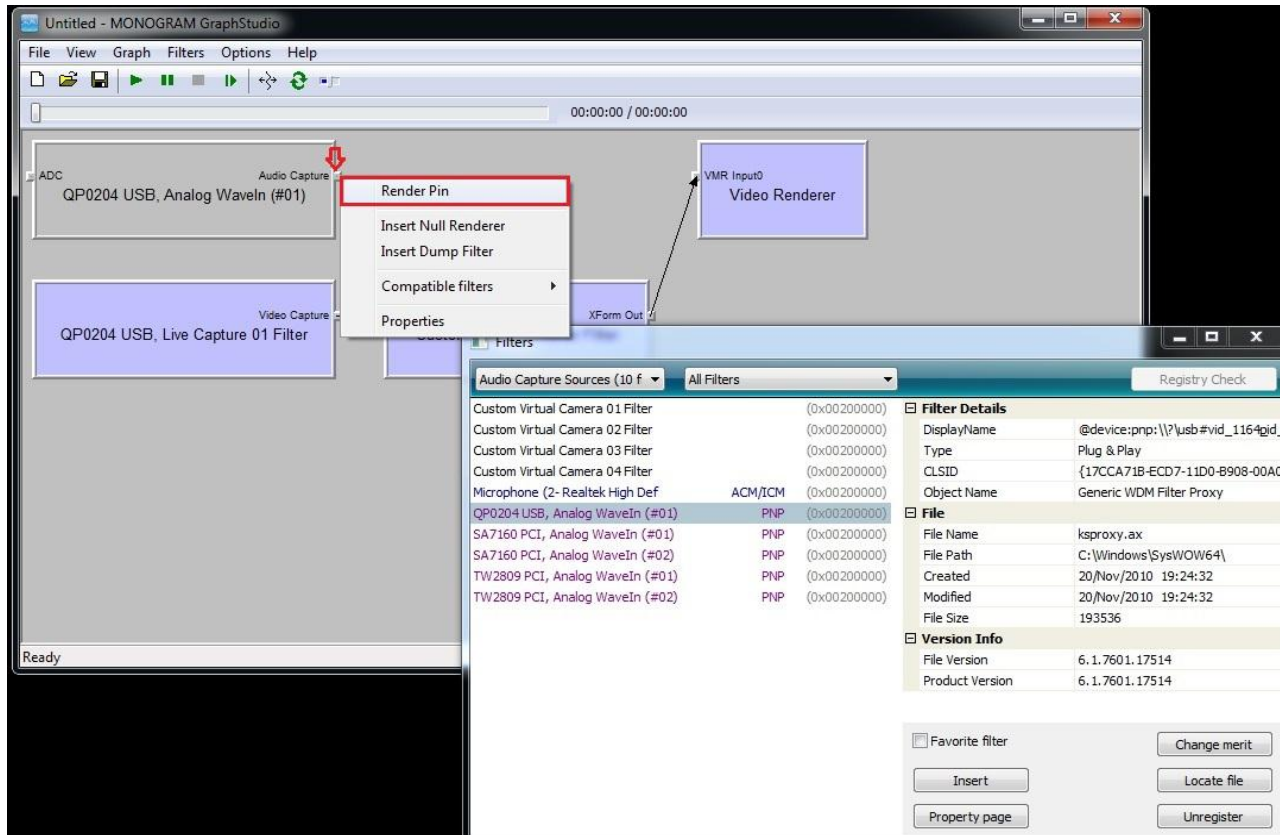 Untitled - MONOGRAM GraphStudio
File View Graph Filters Options Help
00:00:00 / 00:00:00
ADC
Audio Capture
QP0204 USB, Analog WaveIn (#01)
Render Pin
Insert Null Renderer
Insert Dump Filter
Compatible filters
Properties
VMR Input0
Video Renderer
Video Capture
QP0204 USB, Live Capture 01 Filter
XForm Out
Ready
Filters
Audio Capture Sources (10 f
All Filters
Registry Check
Custom Virtual Camera 01 Filter (0x00200000)
Custom Virtual Camera 02 Filter (0x00200000)
Custom Virtual Camera 03 Filter (0x00200000)
Custom Virtual Camera 04 Filter (0x00200000)
Microphone (2- Realtek High Def ACM/ICM (0x00200000)
QP0204 USB, Analog WaveIn (#01) PNP (0x00200000)
SA7160 PCI, Analog WaveIn (#01) PNP (0x00200000)
SA7160 PCI, Analog WaveIn (#02) PNP (0x00200000)
TW2809 PCI, Analog WaveIn (#01) PNP (0x00200000)
TW2809 PCI, Analog WaveIn (#02) PNP (0x00200000)
Filter Details
DisplayName @device:pnp:\\?\usb#vid_1164pid_
Type Plug & Play
CLSID {17CCA71B-ECD7-11D0-B908-00A0
Object Name Generic WDM Filter Proxy
File
File Name ksproxy.ax
File Path C:\Windows\SysWOW64\
Created 20/Nov/2010 19:24:32
Modified 20/Nov/2010 19:24:32
File Size 193536
Version Info
File Version 6.1.7601.17514
Product Version 6.1.7601.17514
Favorite filter
Change merit
Insert
Locate file
Property page
Unregister